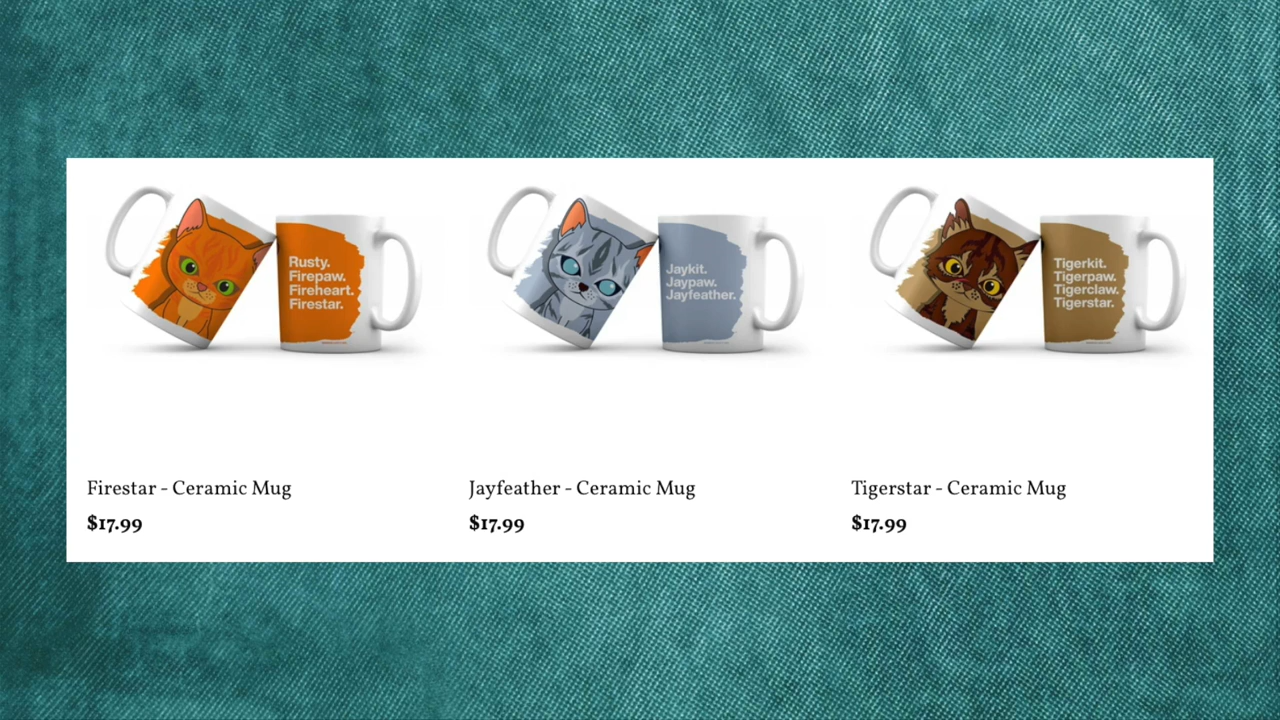 Rusty.
Firepaw.
Fireheart.
Firestar.
Jaykit.
Jaypaw.
Jayfeather.
Tigerkit.
Tigerpaw.
Tigerclaw.
Tigerstar.
Firestar - Ceramic Mug
$17.99
Jayfeather - Ceramic Mug
$17.99
Tigerstar - Ceramic Mug
$17.99